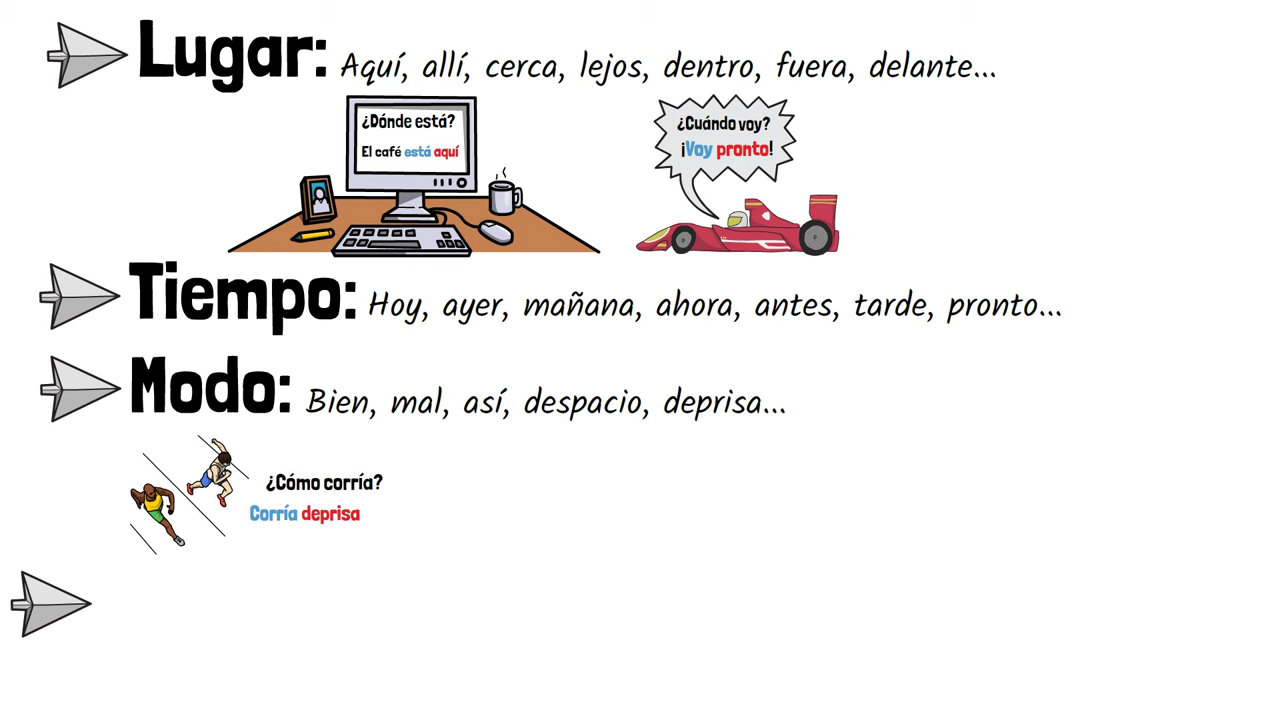 Lugar: Aquí, allí, cerca, lejos, dentro, fuera, delante...
¿Dónde está?
El café está aquí
¿Cuándo voy?
¡Voy pronto!
Tiempo: Hoy, ayer, mañana, ahora, antes, tarde, pronto...
Modo: Bien, mal, así, despacio, deprisa...
¿Cómo corría?
Corría deprisa